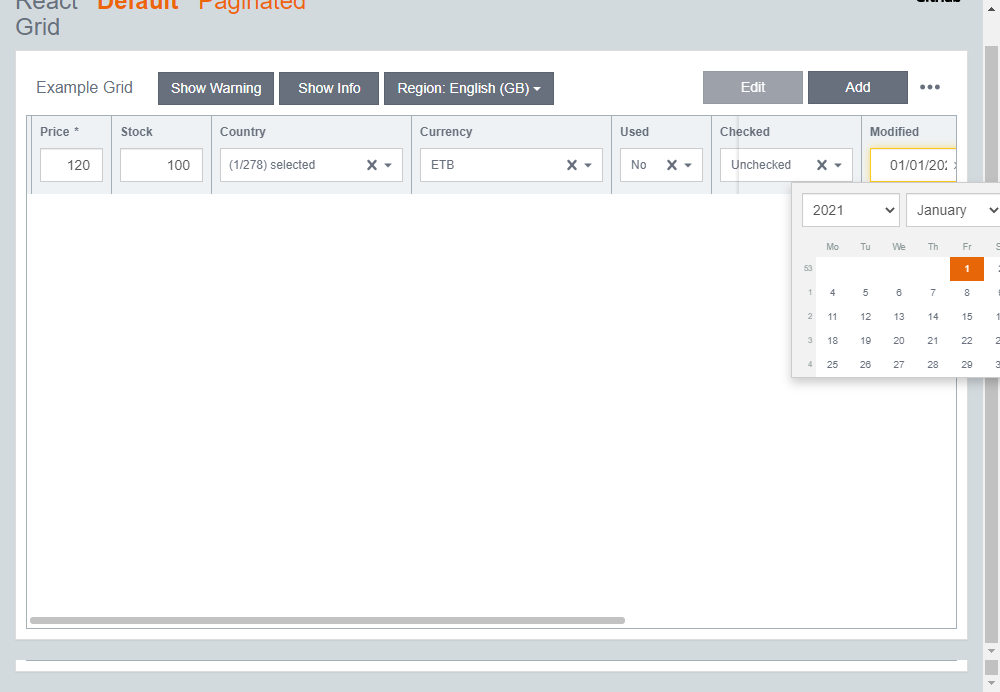 React Default Paginated
GitHub
Grid
Example Grid Show Warning Show Info Region: English (GB) Edit Add •••
Price * Stock Country Currency Used Checked Modified
120 100 (1/278) selected ETB No Unchecked 01/01/202
2021 January
Mo Tu We Th Fr S
53 1 2
1 4 5 6 7 8
2 11 12 13 14 15 1
3 18 19 20 21 22 2
4 25 26 27 28 29 3